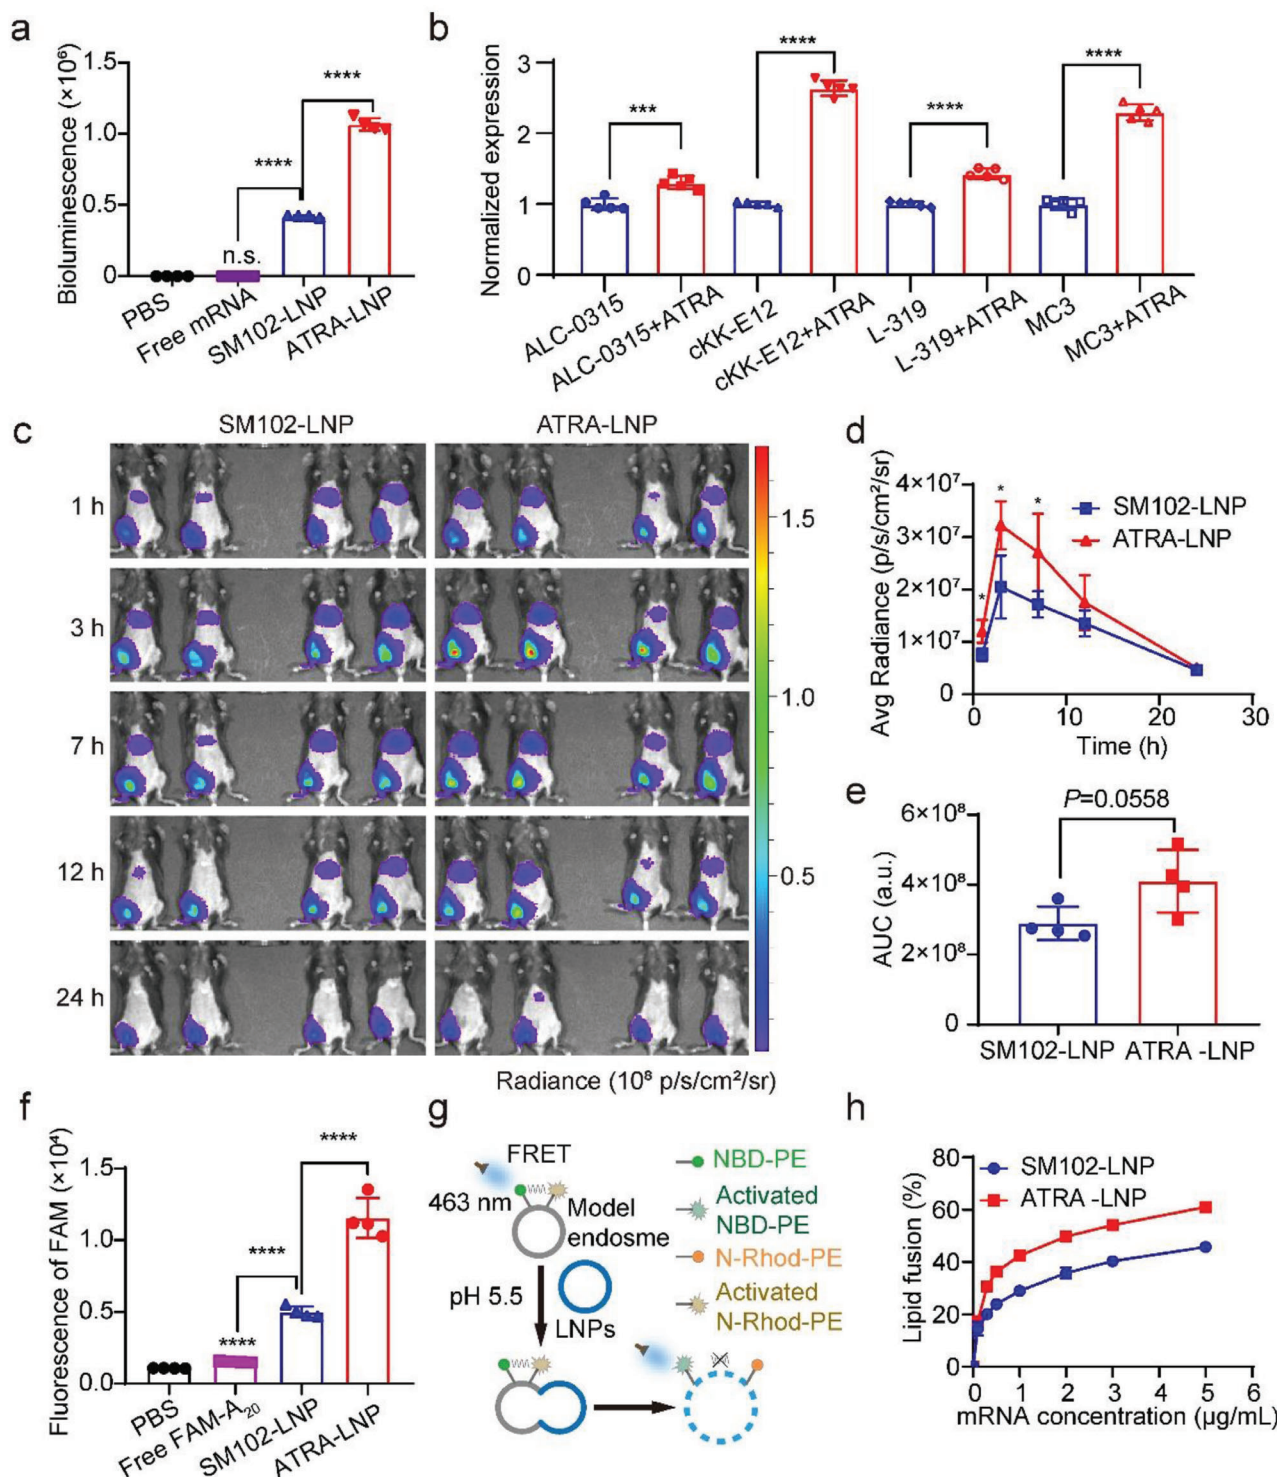 a
Bioluminescence (×10⁶)
1.5
1.0
0.5
0
n.s.
****
****
PBS
Free mRNA
SM102-LNP
ATRA-LNP
b
Normalized expression
3
2
1
0
***
****
****
****
ALC-0315
ALC-0315+ATRA
cKK-E12
cKK-E12+ATRA
L-319
L-319+ATRA
MC3
MC3+ATRA
c
SM102-LNP
ATRA-LNP
1 h
3 h
7 h
12 h
24 h
1.5
1.0
0.5
Radiance (10⁸ p/s/cm²/sr)
d
Avg Radiance (p/s/cm²/sr)
4×10⁷
3×10⁷
2×10⁷
1×10⁷
0
*
*
*
SM102-LNP
ATRA-LNP
0 10 20 30
Time (h)
e
AUC (a.u.)
6×10⁸
4×10⁸
2×10⁸
0
P=0.0558
SM102-LNP
ATRA -LNP
f
Fluorescence of FAM (×10⁴)
1.5
1.0
0.5
0.0
****
****
****
PBS
Free FAM-A₂₀
SM102-LNP
ATRA-LNP
g
FRET
463 nm
Model
endosme
pH 5.5
LNPs
NBD-PE
Activated
NBD-PE
N-Rhod-PE
Activated
N-Rhod-PE
h
Lipid fusion (%)
80
60
40
20
0
SM102-LNP
ATRA -LNP
0 1 2 3 4 5 6
mRNA concentration (µg/mL)